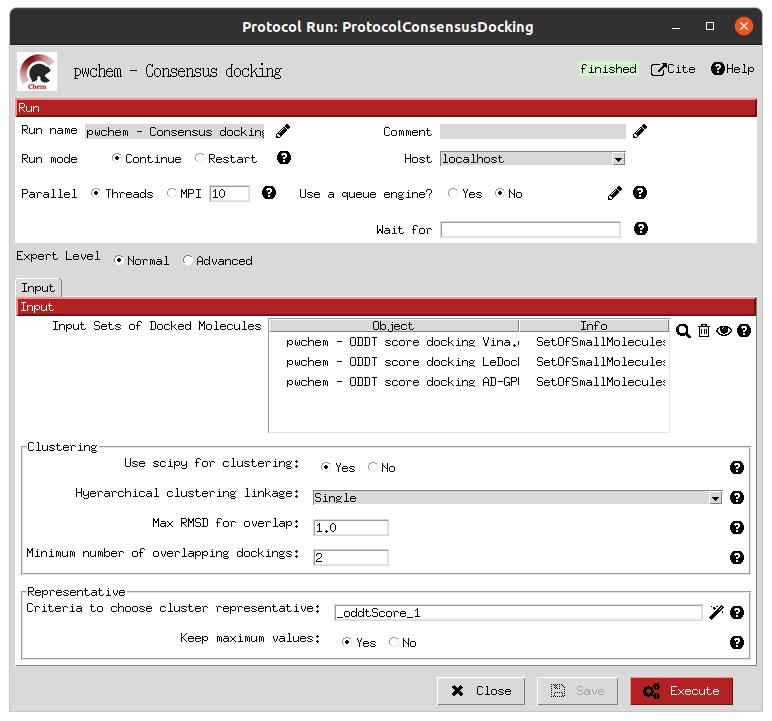 Protocol Run: ProtocolConsensusDocking
Chem
pwchem - Consensus docking
finished
Cite
Help
Run
Run name pwchem - Consensus docking Comment
Run mode Continue Restart Host localhost
Parallel Threads MPI 10 Use a queue engine? Yes No
Wait for
Expert Level Normal Advanced
Input
Input
Input Sets of Docked Molecules Object Info
pwchem - ODDT score docking Vina. SetOfSmallMolecules
pwchem - ODDT score docking LeDoc SetOfSmallMolecules
pwchem - ODDT score docking AD-GP SetOfSmallMolecules
Clustering
Use scipy for clustering: Yes No
Hyerarchical clustering linkage: Single
Max RMSD for overlap: 1.0
Minimum number of overlapping dockings: 2
Representative
Criteria to choose cluster representative: _oddtScore_1
Keep maximum values: Yes No
Close Save Execute